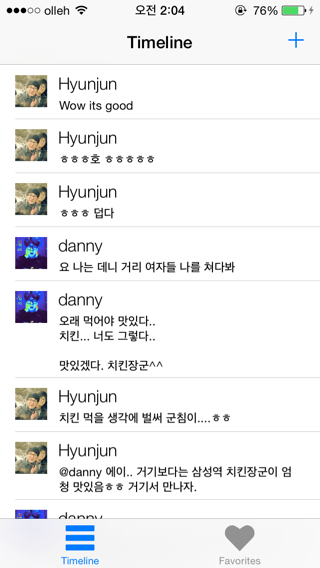 olleh
오전 2:04
76%
Timeline
+
Hyunjun
Wow its good
Hyunjun
ㅎㅎㅎ호 ㅎㅎㅎㅎㅎ
Hyunjun
ㅎㅎㅎ 덥다
danny
요 나는 데니 거리 여자들 나를 쳐다봐
danny
오래 먹어야 맛있다..
치킨... 너도 그렇다..
맛있겠다. 치킨장군^^
Hyunjun
치킨 먹을 생각에 벌써 군침이....ㅎㅎ
Hyunjun
@danny 에이.. 거기보다는 삼성역 치킨장군이 엄
청 맛있음ㅎㅎ 거기서 만나자.
danny
Timeline
Favorites